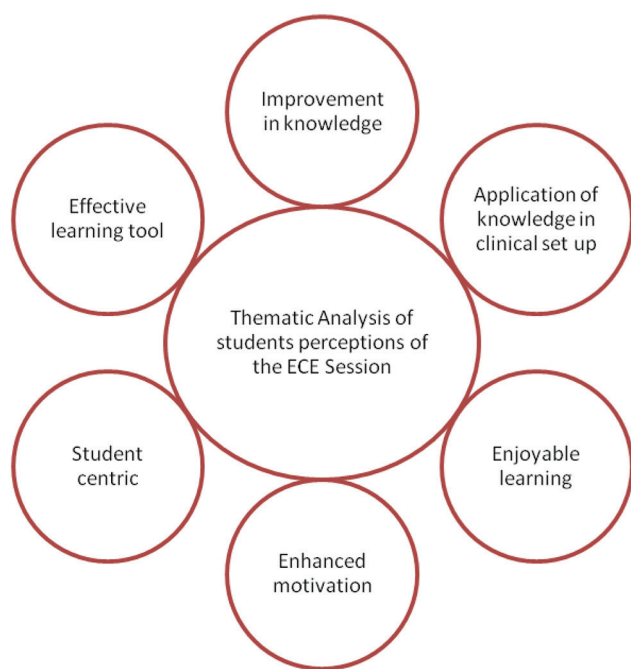 Improvement
in knowledge
Effective
learning tool
Application of
knowledge in
clinical set up
Thematic Analysis of
students perceptions of
the ECE Session
Student
centric
Enjoyable
learning
Enhanced
motivation